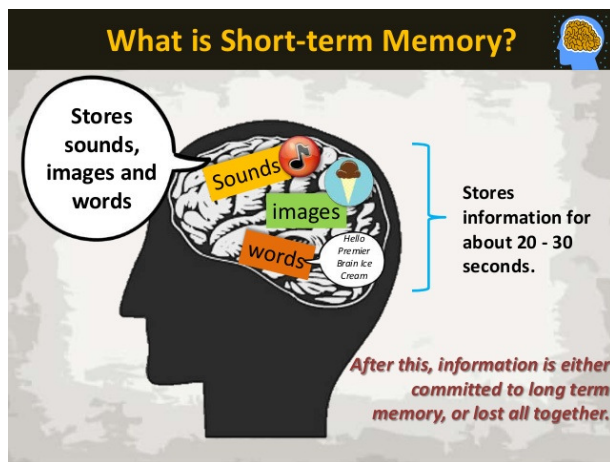 What is Short-term Memory?
Stores
sounds,
images and
words
Sounds
images
words
Hello
Premier
Brain Ice
Cream
Stores
information for
about 20 - 30
seconds.
After this, information is either
committed to long term
memory, or lost all together.